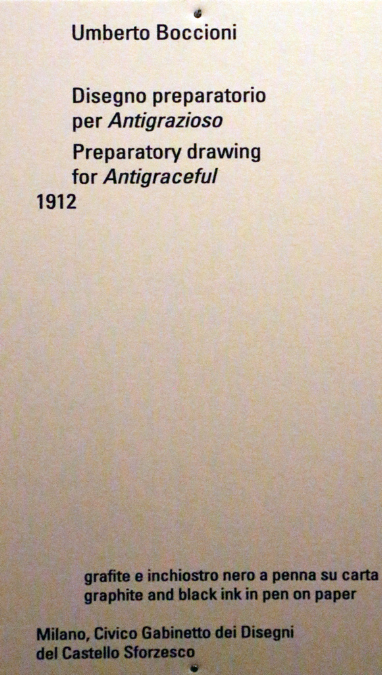 Umberto Boccioni
Disegno preparatorio
per Antigrazioso
Preparatory drawing
for Antigraceful
1912
grafite e inchiostro nero a penna su carta
graphite and black ink in pen on paper
Milano, Civico Gabinetto dei Disegni
del Castello Sforzesco